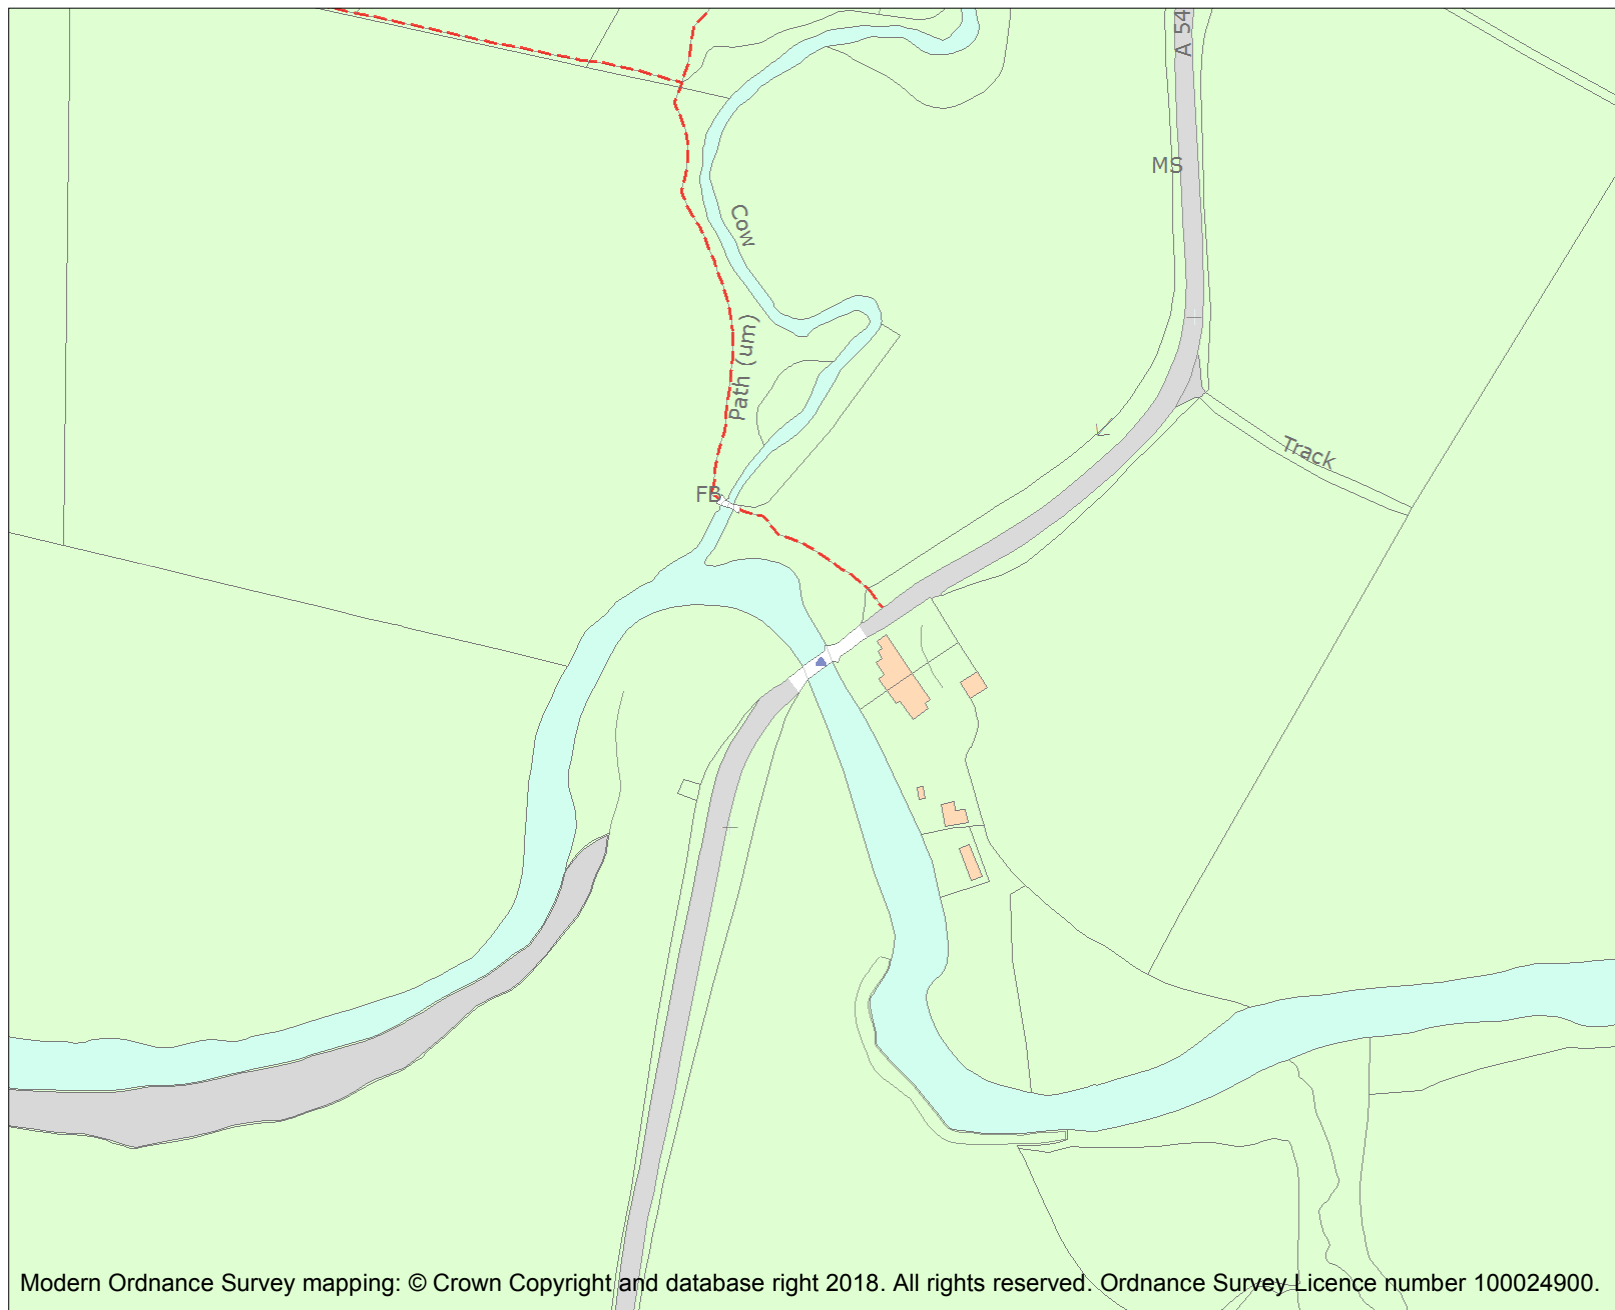 A 54
MS
Cow
Path (um)
Track
FB
Modern Ordnance Survey mapping: © Crown Copyright and database right 2018. All rights reserved. Ordnance Survey Licence number 100024900.